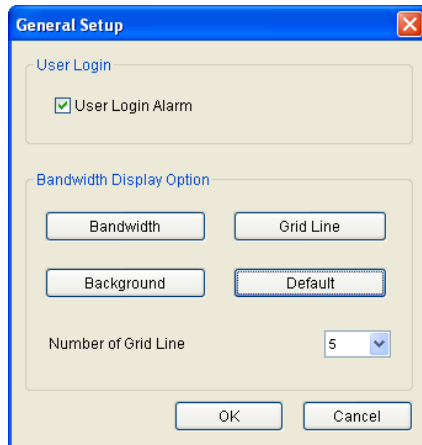 General Setup
User Login
User Login Alarm
Bandwidth Display Option
Bandwidth
Grid Line
Background
Default
Number of Grid Line
5
OK
Cancel